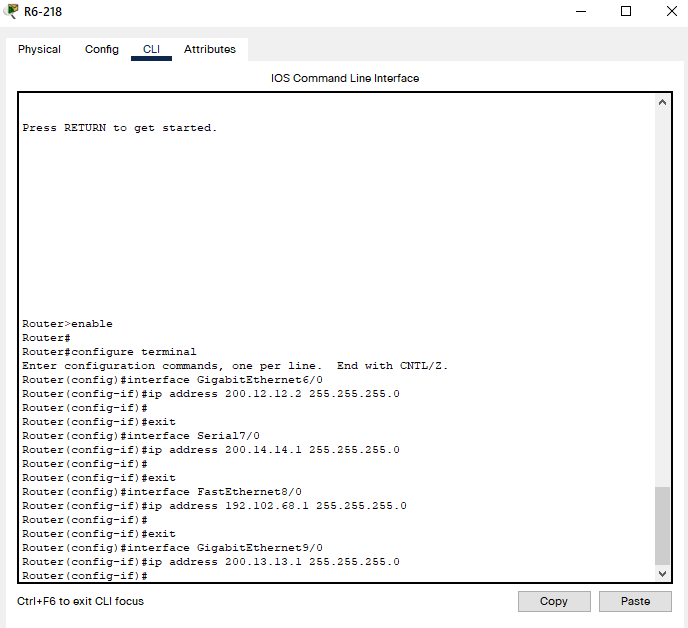 R6-218
Physical Config CLI Attributes
IOS Command Line Interface
Press RETURN to get started.
Router>enable
Router#
Router#configure terminal
Enter configuration commands, one per line.  End with CNTL/Z.
Router(config)#interface GigabitEthernet6/0
Router(config-if)#ip address 200.12.12.2 255.255.255.0
Router(config-if)#
Router(config-if)#exit
Router(config)#interface Serial7/0
Router(config-if)#ip address 200.14.14.1 255.255.255.0
Router(config-if)#
Router(config-if)#exit
Router(config)#interface FastEthernet8/0
Router(config-if)#ip address 192.102.68.1 255.255.255.0
Router(config-if)#
Router(config-if)#exit
Router(config)#interface GigabitEthernet9/0
Router(config-if)#ip address 200.13.13.1 255.255.255.0
Router(config-if)#
Ctrl+F6 to exit CLI focus
Copy Paste